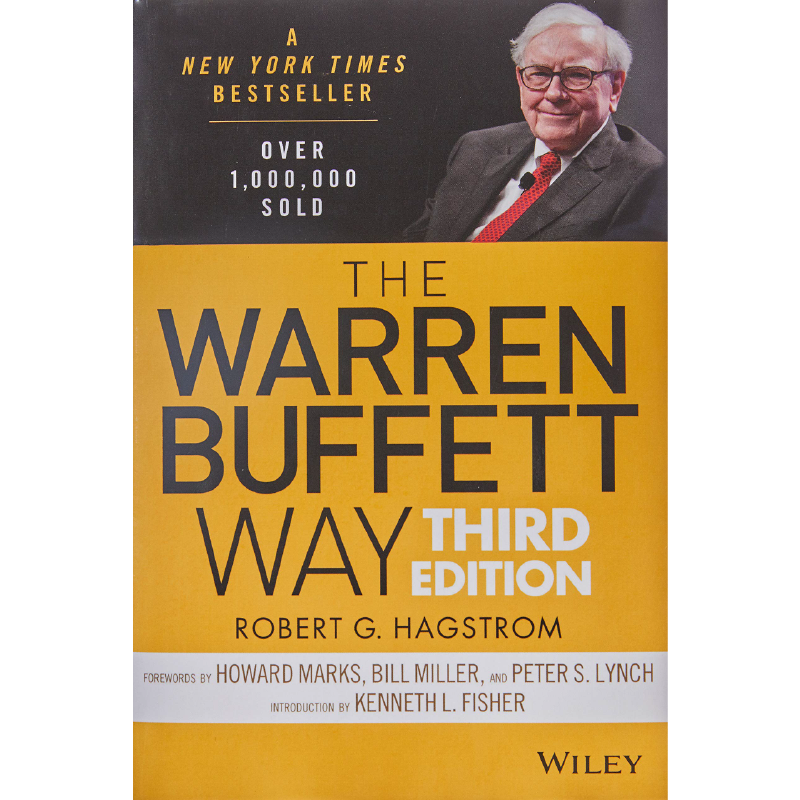 A
NEW YORK TIMES
BESTSELLER
OVER
1,000,000
SOLD
THE
WARREN
BUFFETT
WAY THIRD
EDITION
ROBERT G. HAGSTROM
FOREWORDS BY HOWARD MARKS, BILL MILLER, AND PETER S. LYNCH
INTRODUCTION BY KENNETH L. FISHER
WILEY